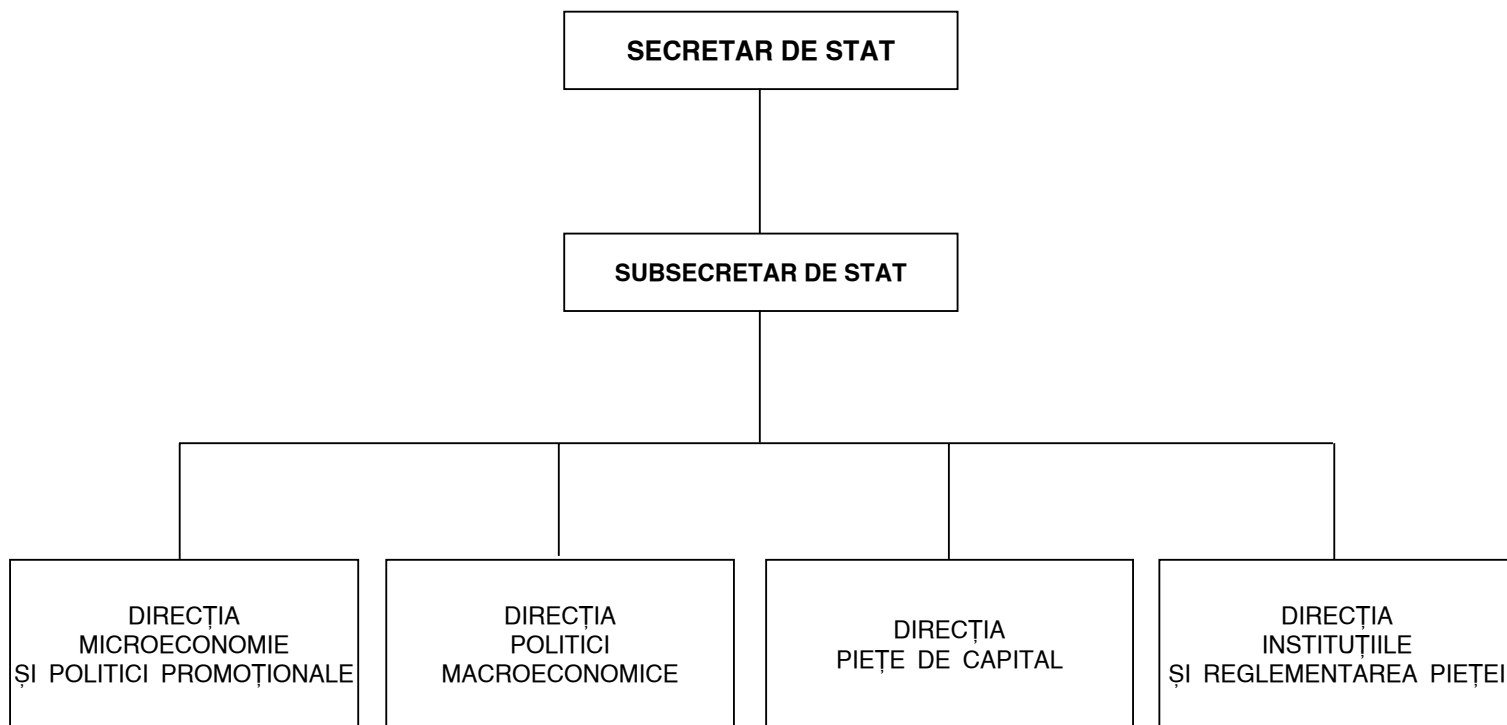 SECRETAR DE STAT
SUBSECRETAR DE STAT
DIRECȚIA
MICROECONOMIE
ȘI POLITICI PROMOȚIONALE
DIRECȚIA
POLITICI
MACROECONOMICE
DIRECȚIA
PIEȚE DE CAPITAL
DIRECȚIA
INSTITUȚIILE
ȘI REGLEMENTAREA PIEȚEI